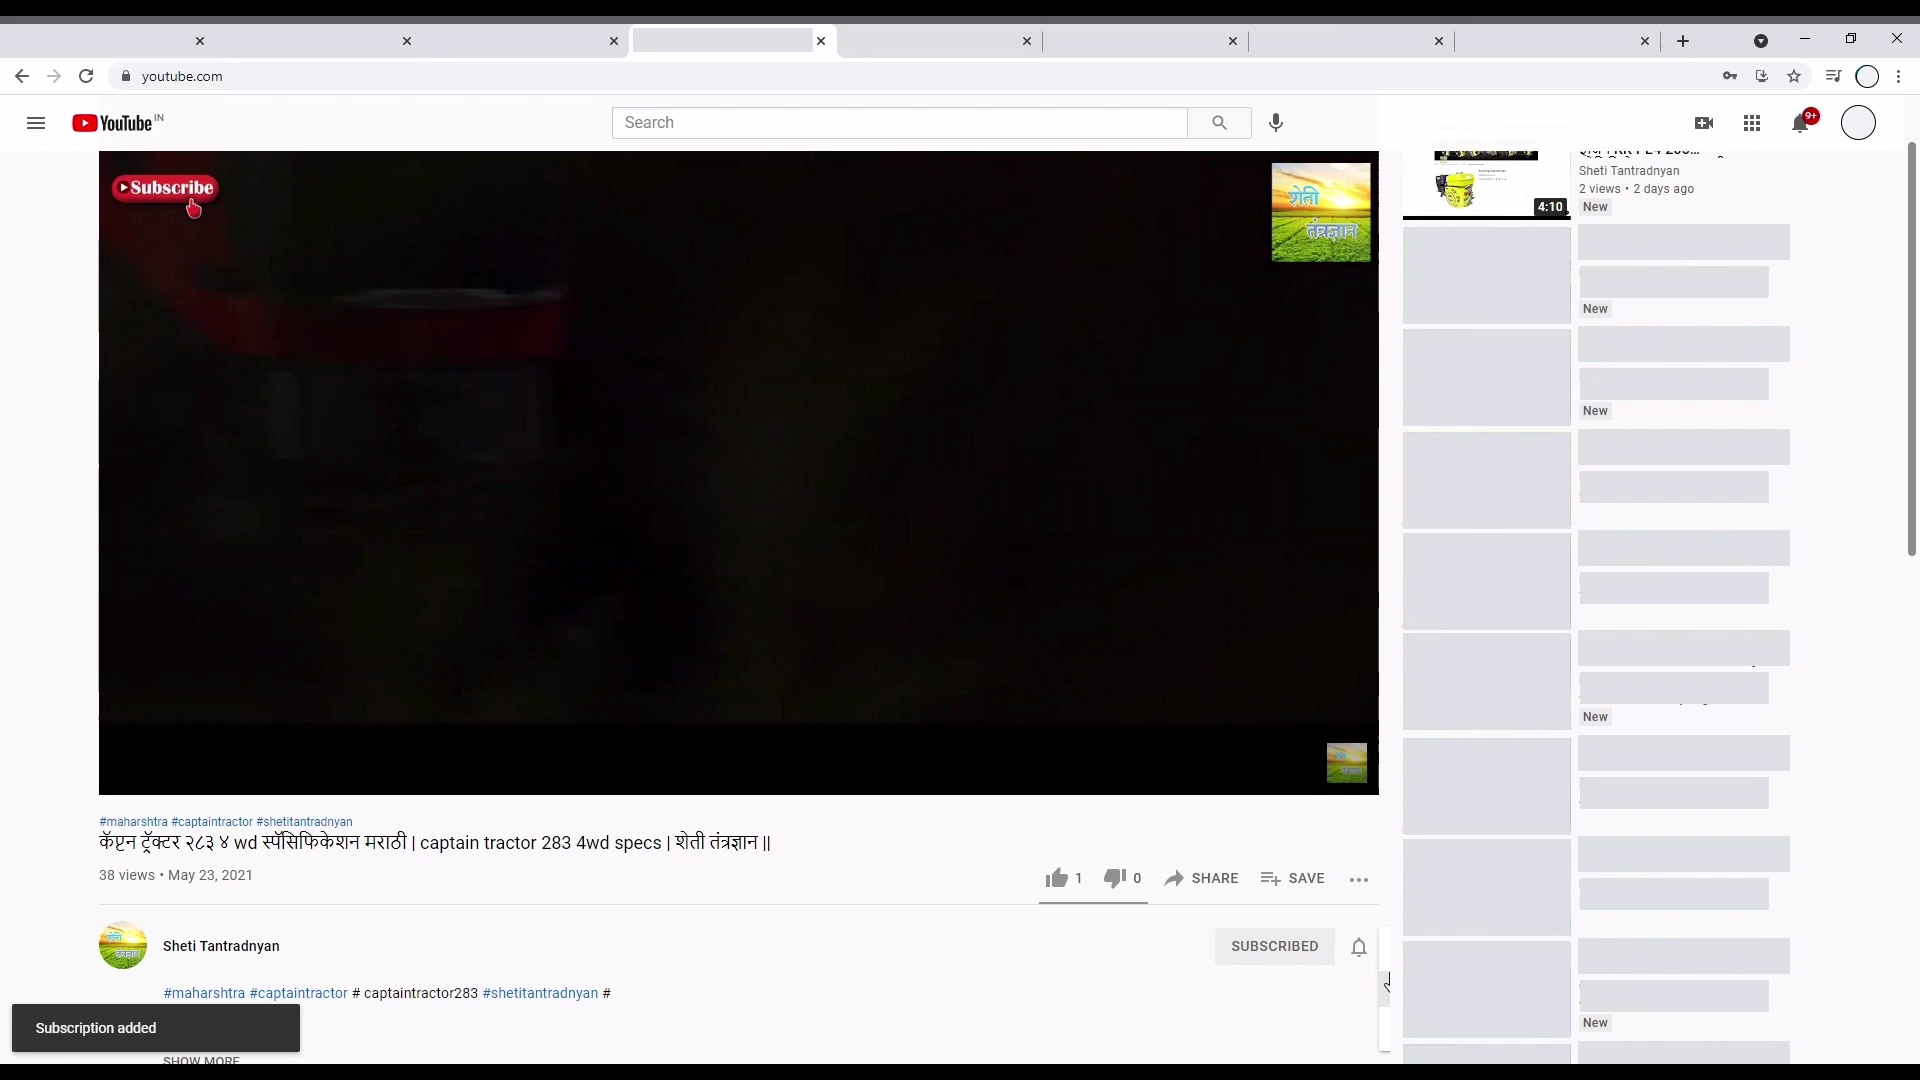 youtube.com
YouTube IN
Search
9+
Subscribe
शेती
तंत्रज्ञान
#maharshtra #captaintractor #shetitantradnyan
कॅप्टन ट्रॅक्टर २८३ ४ wd स्पॅसिफिकेशन मराठी | captain tractor 283 4wd specs | शेती तंत्रज्ञान ||
38 views • May 23, 2021
1
0
SHARE
SAVE
Sheti Tantradnyan
SUBSCRIBED
#maharshtra #captaintractor # captaintractor283 #shetitantradnyan #
Subscription added
SHOW MORE
4:10
Sheti Tantradnyan
2 views • 2 days ago
New
New
New
New
New